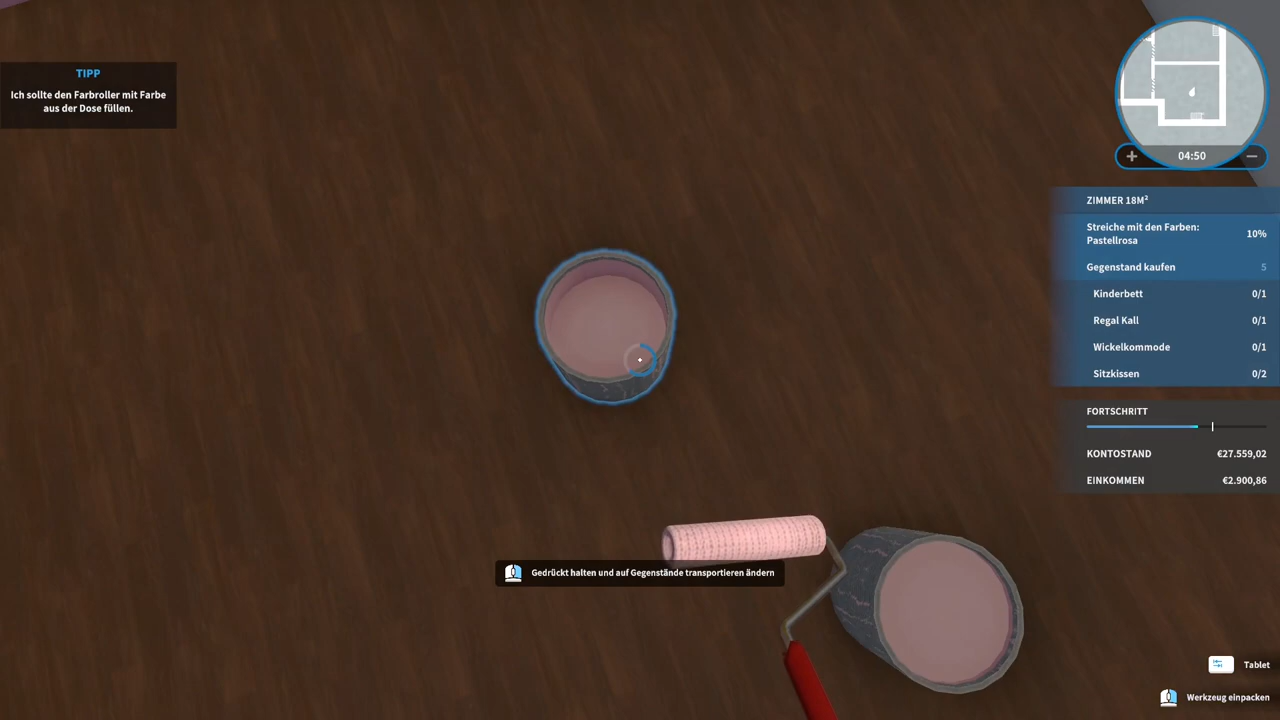 TIPP
Ich sollte den Farbroller mit Farbe
aus der Dose füllen.
04:50
ZIMMER 18M²
Streiche mit den Farben:
Pastellrosa
10%
Gegenstand kaufen 5
Kinderbett 0/1
Regal Kall 0/1
Wickelkommode 0/1
Sitzkissen 0/2
FORTSCHRITT
KONTOSTAND €27.559,02
EINKOMMEN €2.900,86
Gedrückt halten und auf Gegenstände transportieren ändern
Tablet
Werkzeug einpacken